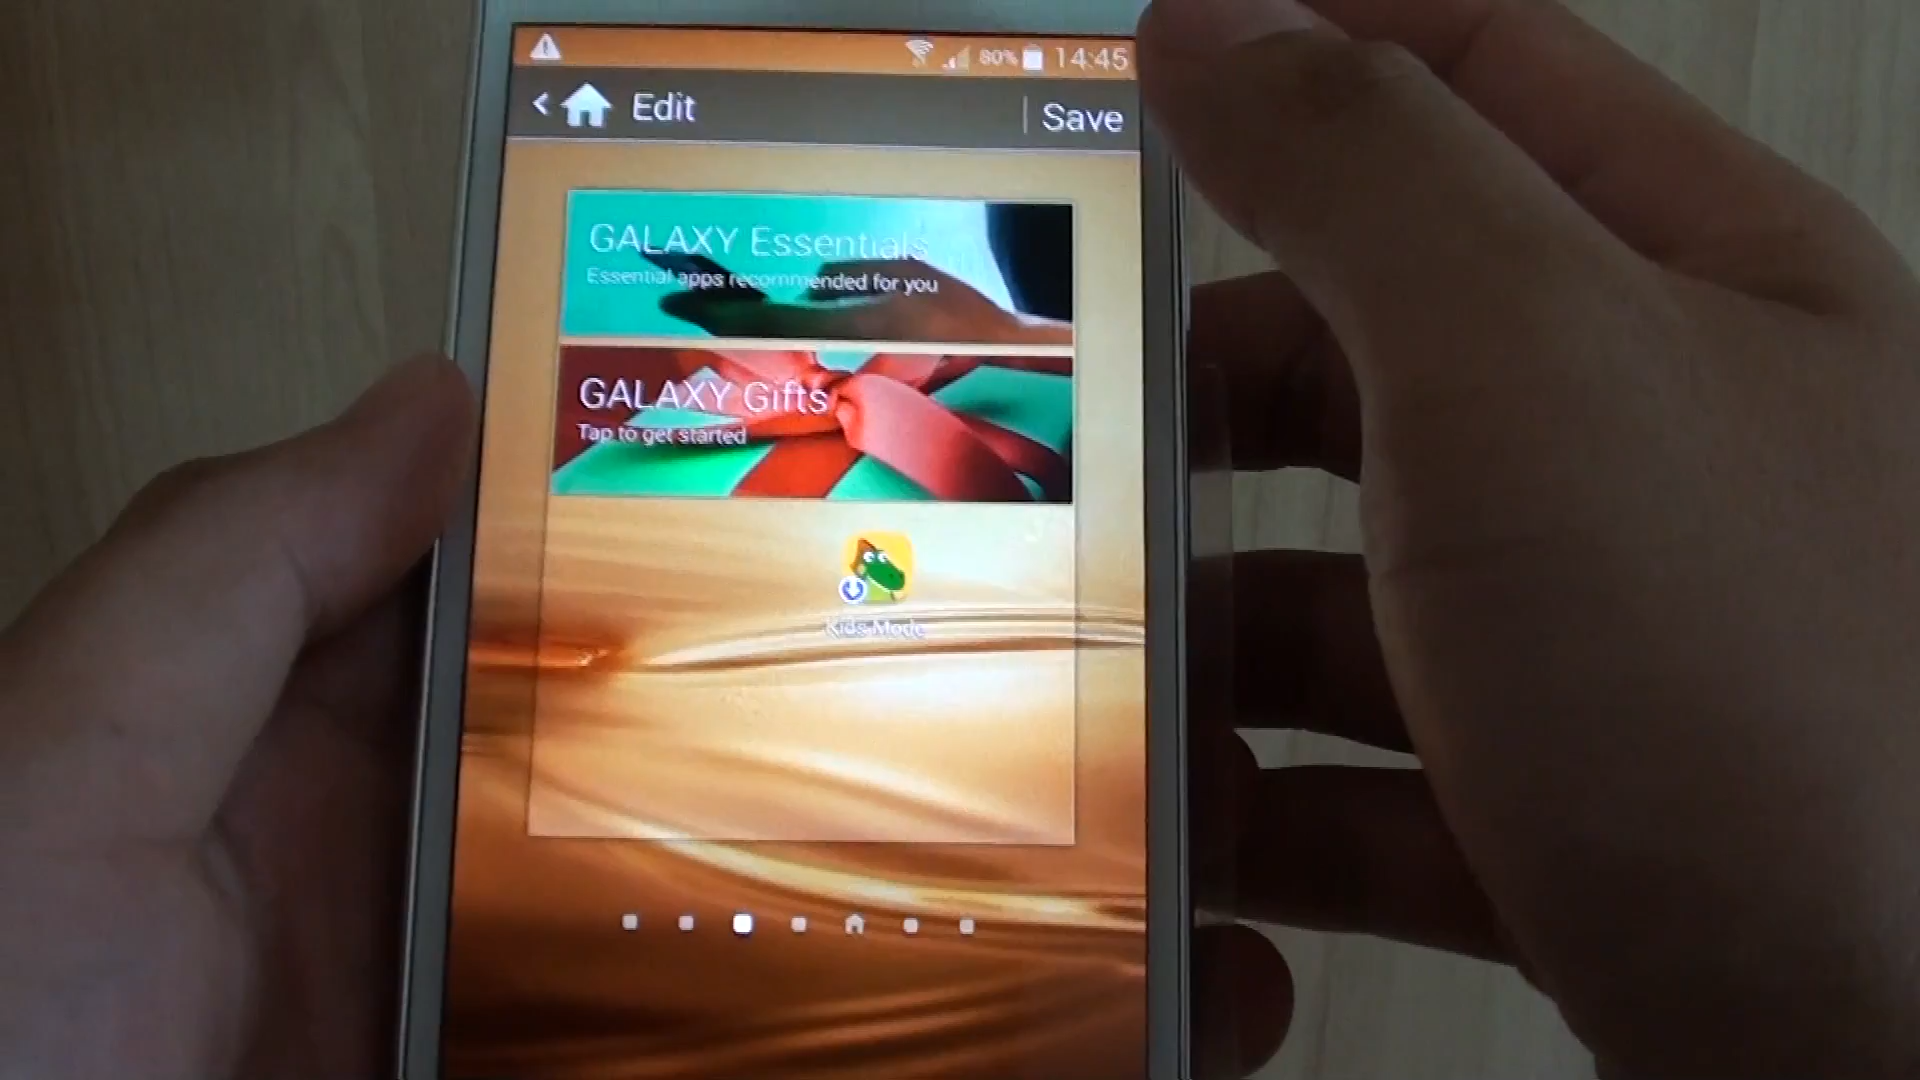 80% 14:45
Edit
Save
GALAXY Essentials
Essential apps recommended for you
GALAXY Gifts
Tap to get started
Kids Mode